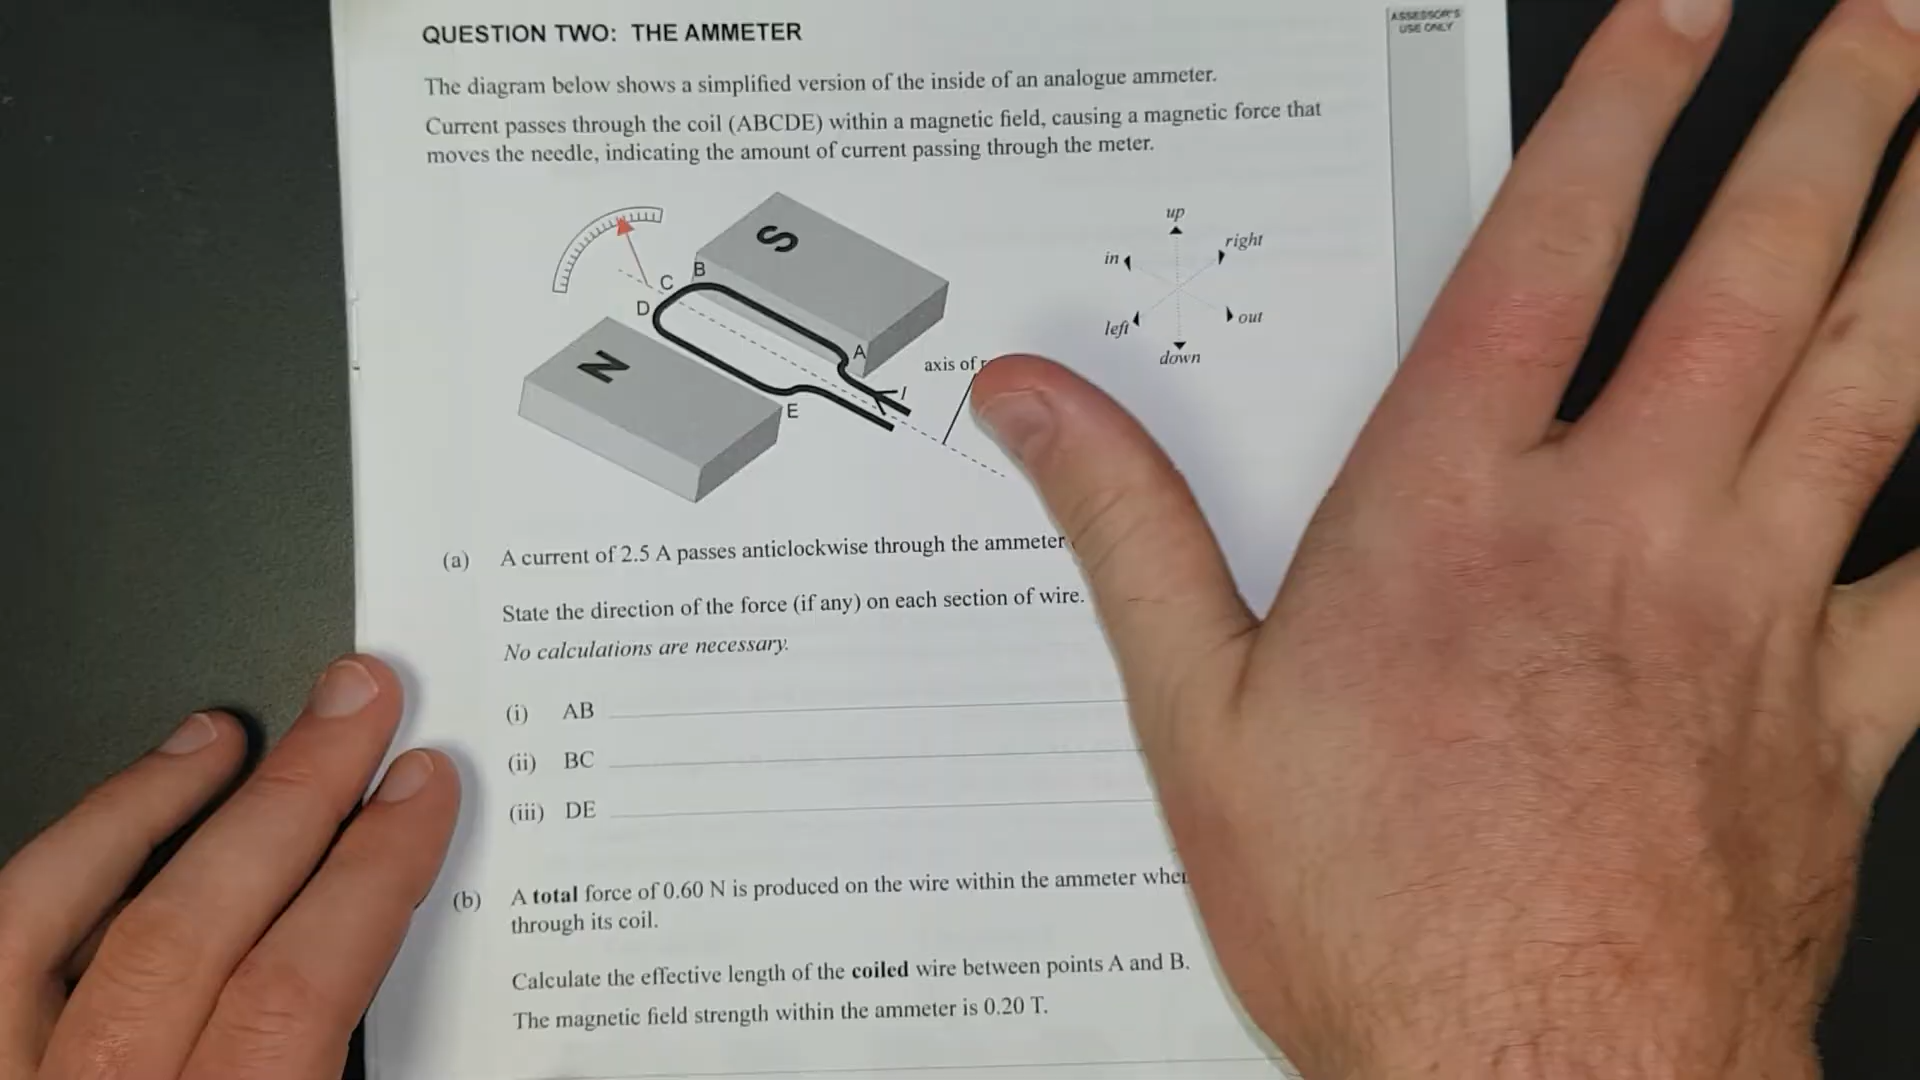 QUESTION TWO: THE AMMETER
ASSESSOR'S
USE ONLY
The diagram below shows a simplified version of the inside of an analogue ammeter.
Current passes through the coil (ABCDE) within a magnetic field, causing a magnetic force that
moves the needle, indicating the amount of current passing through the meter.
S
B
C
D
N
A
E
I
axis of
up
in
right
left
out
down
(a) A current of 2.5 A passes anticlockwise through the ammeter
State the direction of the force (if any) on each section of wire.
No calculations are necessary.
(i) AB
(ii) BC
(iii) DE
(b) A total force of 0.60 N is produced on the wire within the ammeter
through its coil.
Calculate the effective length of the coiled wire between points A and B.
The magnetic field strength within the ammeter is 0.20 T.